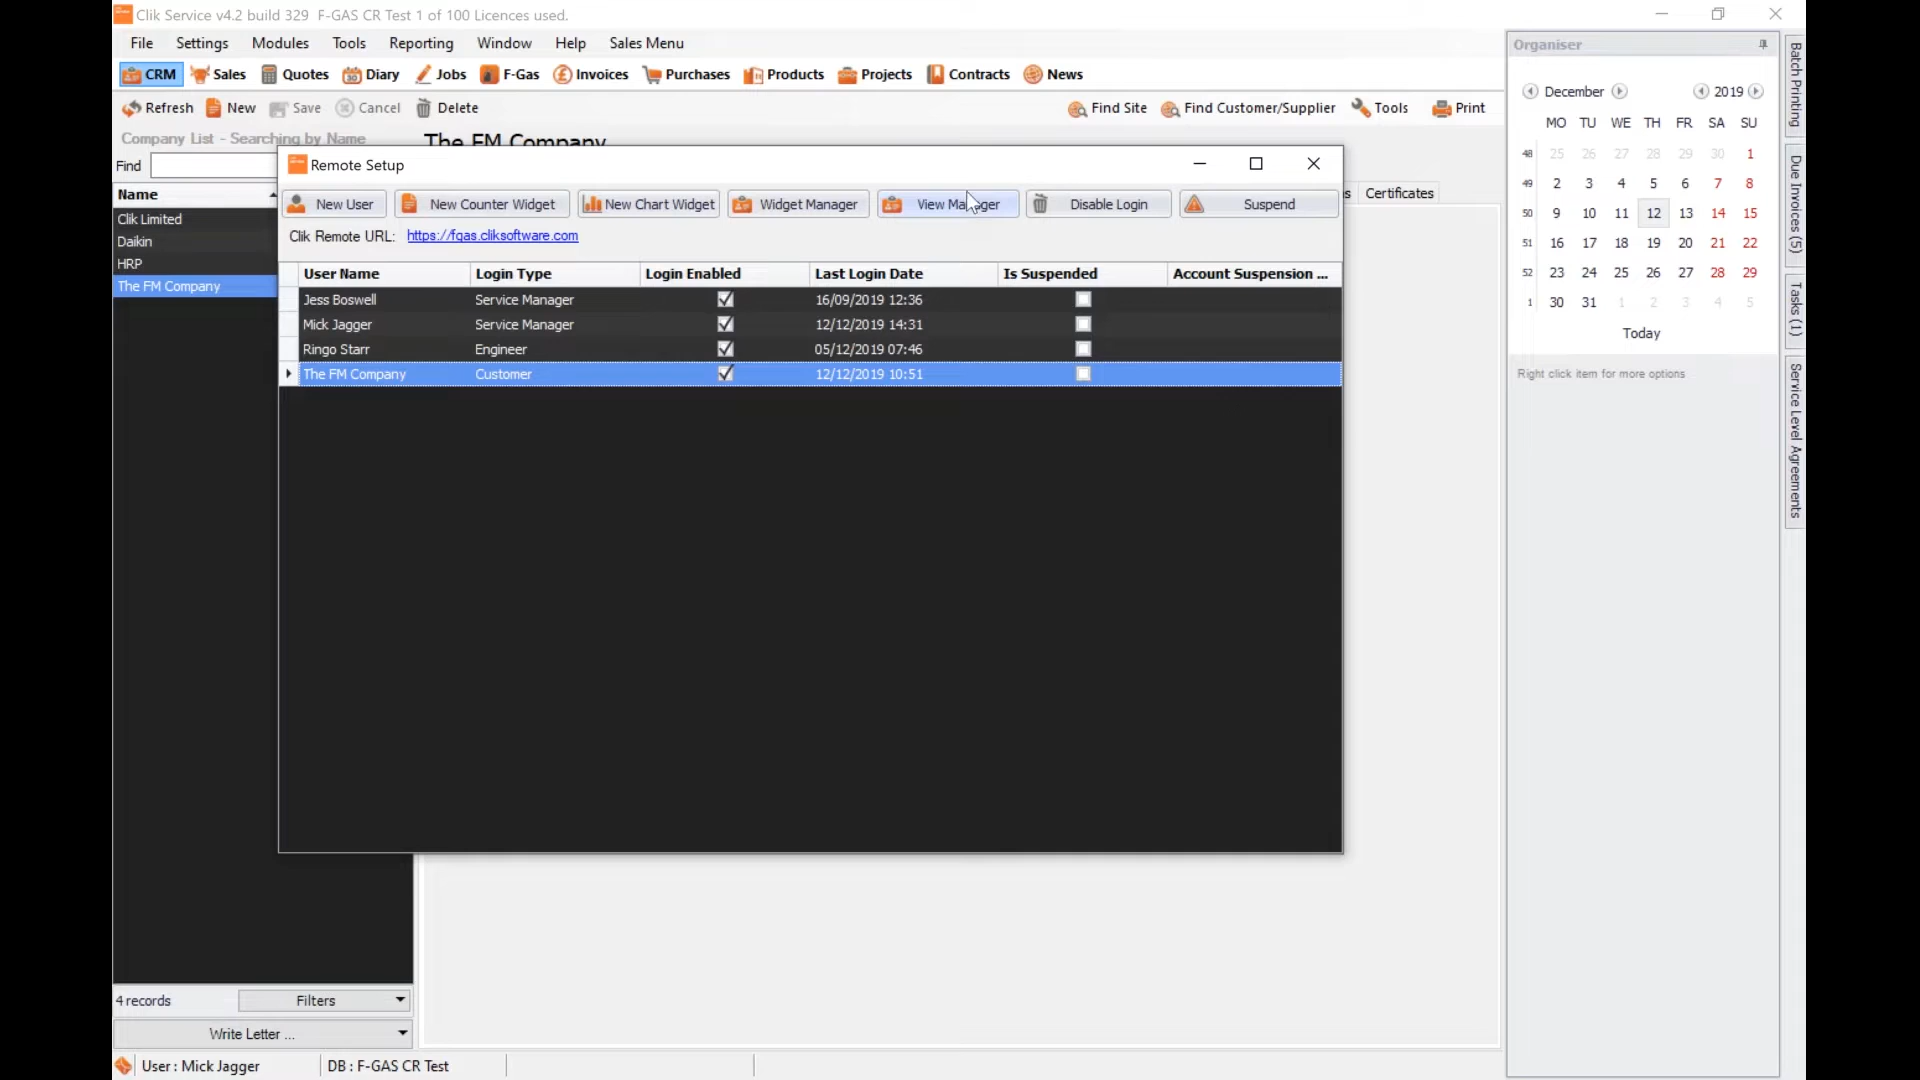 Clik Service v4.2 build 329 F-GAS CR Test 1 of 100 Licences used.
File Settings Modules Tools Reporting Window Help Sales Menu
CRM Sales Quotes Diary Jobs F-Gas Invoices Purchases Products Projects Contracts News
Refresh New Save Cancel Delete Find Site Find Customer/Supplier Tools Print
Company List - Searching by Name
The FM Company
Find
Name
Clik Limited
Daikin
HRP
The FM Company
4 records Filters
Write Letter ...
User : Mick Jagger DB : F-GAS CR Test
Remote Setup
New User New Counter Widget New Chart Widget Widget Manager View Manager Disable Login Suspend
Clik Remote URL: https://fgas.cliksoftware.com
User Name Login Type Login Enabled Last Login Date Is Suspended Account Suspension ...
Jess Boswell Service Manager 16/09/2019 12:36
Mick Jagger Service Manager 12/12/2019 14:31
Ringo Starr Engineer 05/12/2019 07:46
The FM Company Customer 12/12/2019 10:51
s Certificates
Organiser
December 2019
MO TU WE TH FR SA SU
48 25 26 27 28 29 30 1
49 2 3 4 5 6 7 8
50 9 10 11 12 13 14 15
51 16 17 18 19 20 21 22
52 23 24 25 26 27 28 29
1 30 31 1 2 3 4 5
Today
Right click item for more options
Batch Printing
Due Invoices (5)
Tasks (1)
Service Level Agreements